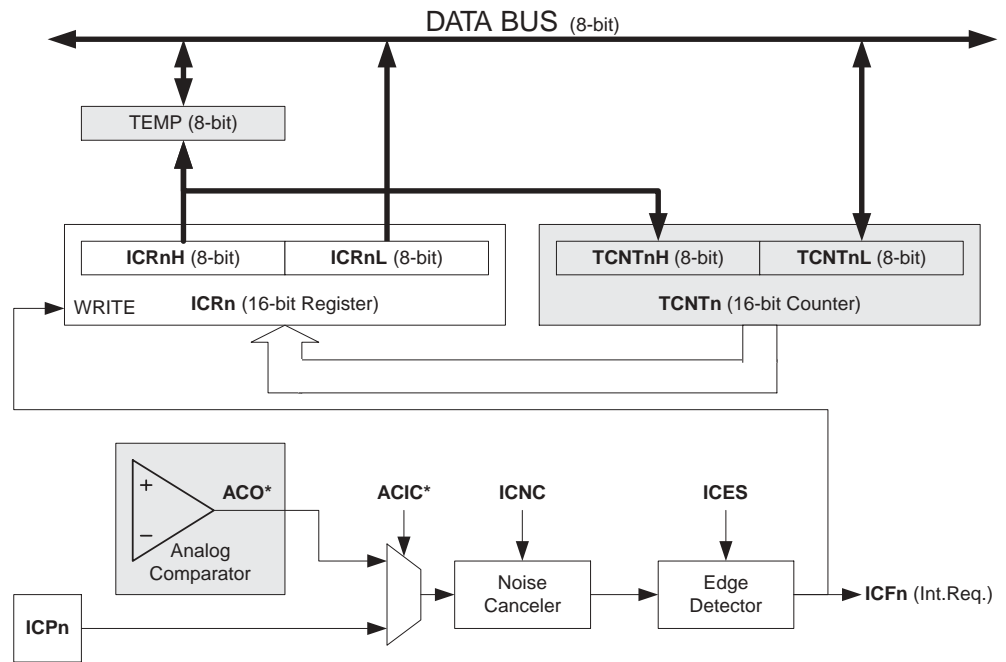 DATA BUS (8-bit)
TEMP (8-bit)
ICRnH (8-bit)
ICRnL (8-bit)
TCNTnH (8-bit)
TCNTnL (8-bit)
WRITE
ICRn (16-bit Register)
TCNTn (16-bit Counter)
+
−
ACO*
Analog
Comparator
ACIC*
ICNC
ICES
Noise
Canceler
Edge
Detector
ICFn (Int.Req.)
ICPn